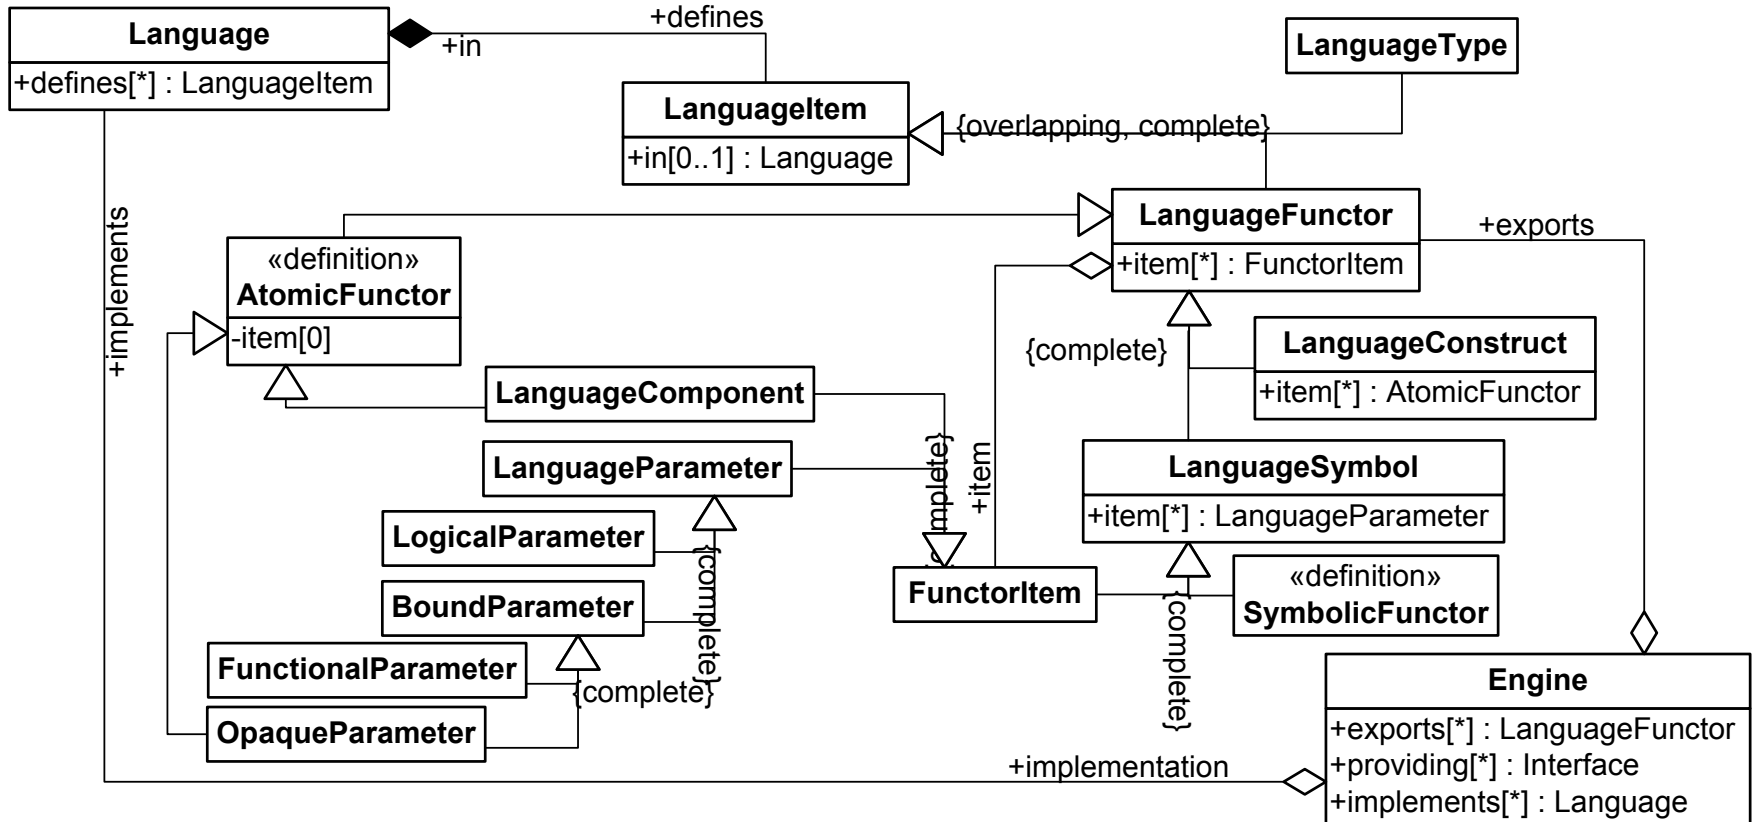 Language
+defines[*] : LanguageItem
+defines
+in
LanguageType
LanguageItem
+in[0..1] : Language
{overlapping, complete}
LanguageFunctor
+item[*] : FunctorItem
+exports
+implements
«definition»
AtomicFunctor
-item[0]
{complete}
LanguageConstruct
+item[*] : AtomicFunctor
LanguageComponent
LanguageParameter
+item
LanguageSymbol
+item[*] : LanguageParameter
LogicalParameter
{complete}
BoundParameter
FunctorItem
«definition»
SymbolicFunctor
{complete}
FunctionalParameter
{complete}
OpaqueParameter
Engine
+exports[*] : LanguageFunctor
+providing[*] : Interface
+implements[*] : Language
+implementation